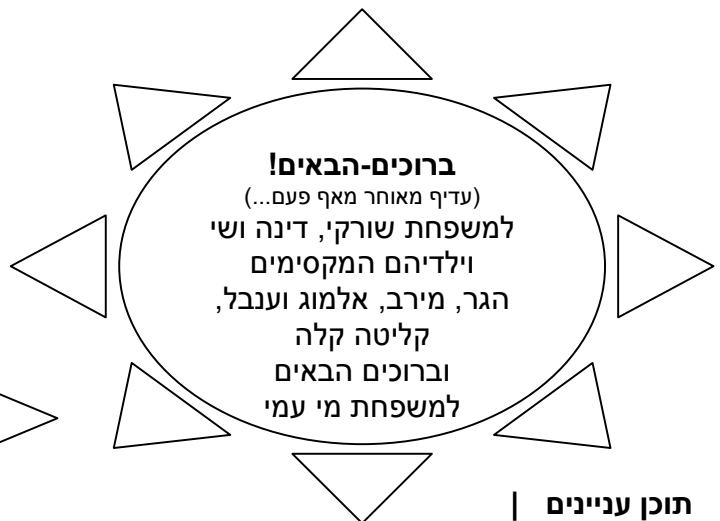 ברוכים-הבאים!
(עדיף מאוחר מאף פעם...)
למשפחת שורקי, דינה ושי
וילדיהם המקסימים
הגר, מירב, אלמוג וענבל,
קליטה קלה
וברוכים הבאים
למשפחת מי עמי
תוכן עניינים |